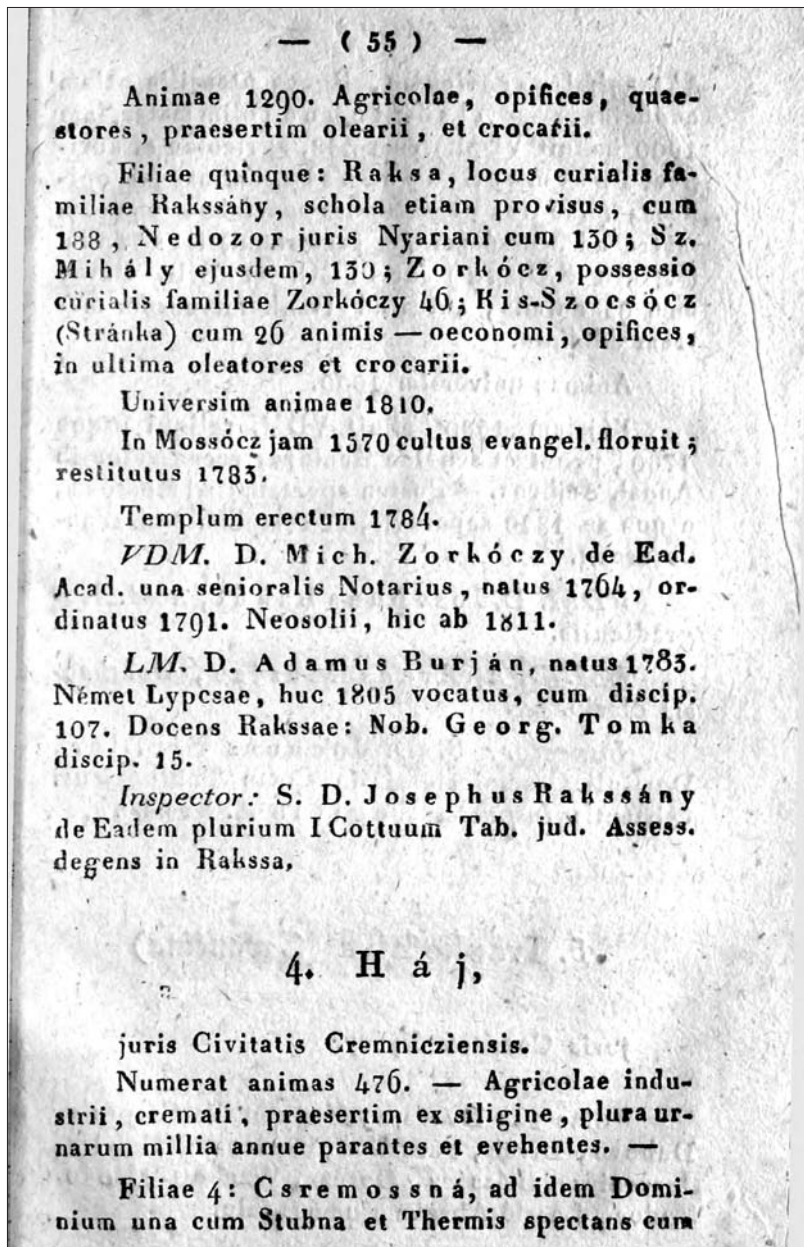 — ( 55 ) —
Animae 1290. Agricolae, opifices, quae-
stores, praesertim olearii, et crocarii.
Filiae quinque: Raksa, locus curialis fa-
miliae Rakssány, schola etiam provisus, cum
188, Nedozor juris Nyariani cum 130; Sz.
Mihály ejusdem, 130; Zorkócz, possessio
curialis familiae Zorkóczy 46; Kis-Szocsócz
(Stránka) cum 26 animis — oeconomi, opifices,
in ultima oleatores et crocarii.
Universim animae 1810.
In Mossócz jam 1570 cultus evangel. floruit;
restitutus 1783.
Templum erectum 1784.
VDM. D. Mich. Zorkóczy de Ead.
Acad. una senioralis Notarius, natus 1764, or-
dinatus 1791. Neosolii, hic ab 1811.
LM. D. Adamus Burján, natus 1783.
Német Lypcsae, huc 1805 vocatus, cum discip.
107. Docens Rakssae: Nob. Georg. Tomka
discip. 15.
Inspector: S. D. Josephus Rakssány
de Eadem plurium I Cottuum Tab. jud. Assess.
degens in Rakssa,
4. Háj,
juris Civitatis Cremnicziensis.
Numerat animas 476. — Agricolae indu-
strii, cremati, praesertim ex siligine, plura ur-
narum millia annue parantes et evehentes. —
Filiae 4: Csremossná, ad idem Domi-
nium una cum Stubna et Thermis spectans cum